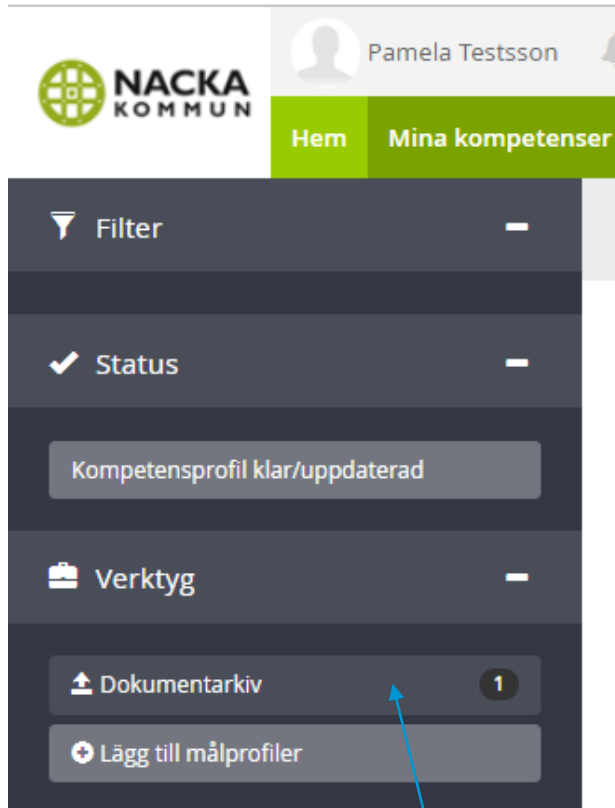 NACKA
KOMMUN
Pamela Testsson
Hem
Mina kompetenser
Filter
Status
Kompetensprofil klar/uppdaterad
Verktyg
Dokumentarkiv 1
Lägg till målprofiler